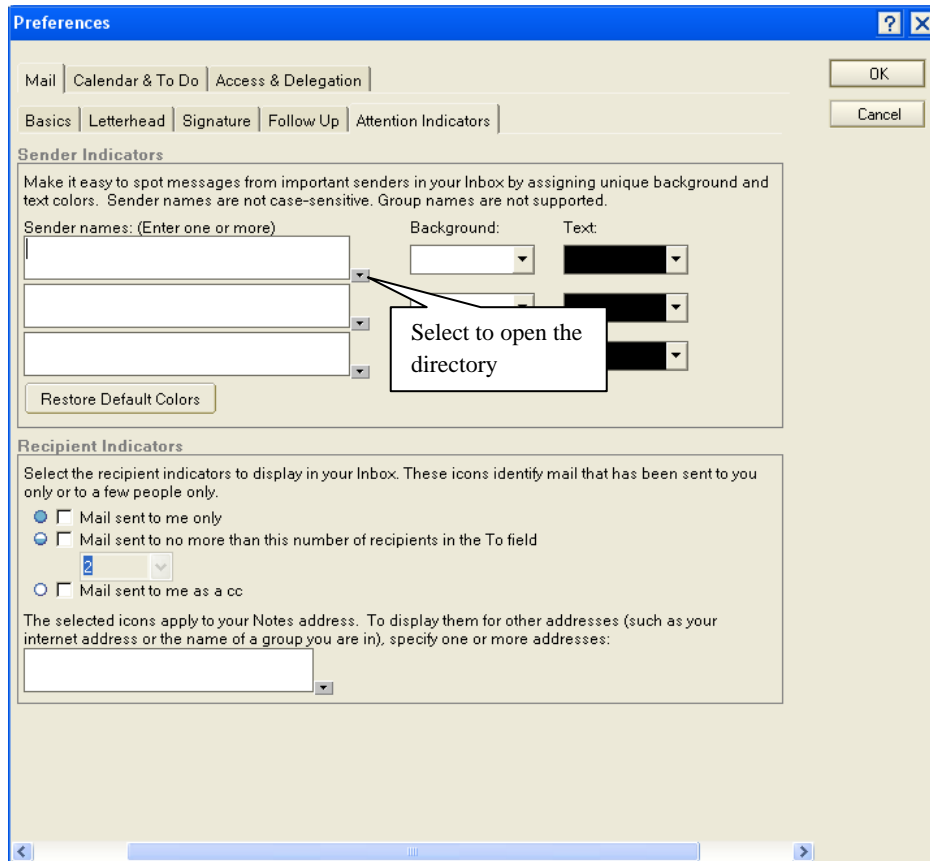 Preferences
Mail Calendar & To Do Access & Delegation
OK
Basics Letterhead Signature Follow Up Attention Indicators
Cancel
Sender Indicators
Make it easy to spot messages from important senders in your Inbox by assigning unique background and
text colors. Sender names are not case-sensitive. Group names are not supported.
Sender names: (Enter one or more) Background: Text:
Select to open the
directory
Restore Default Colors
Recipient Indicators
Select the recipient indicators to display in your Inbox. These icons identify mail that has been sent to you
only or to a few people only.
Mail sent to me only
Mail sent to no more than this number of recipients in the To field
2
Mail sent to me as a cc
The selected icons apply to your Notes address. To display them for other addresses (such as your
internet address or the name of a group you are in), specify one or more addresses: